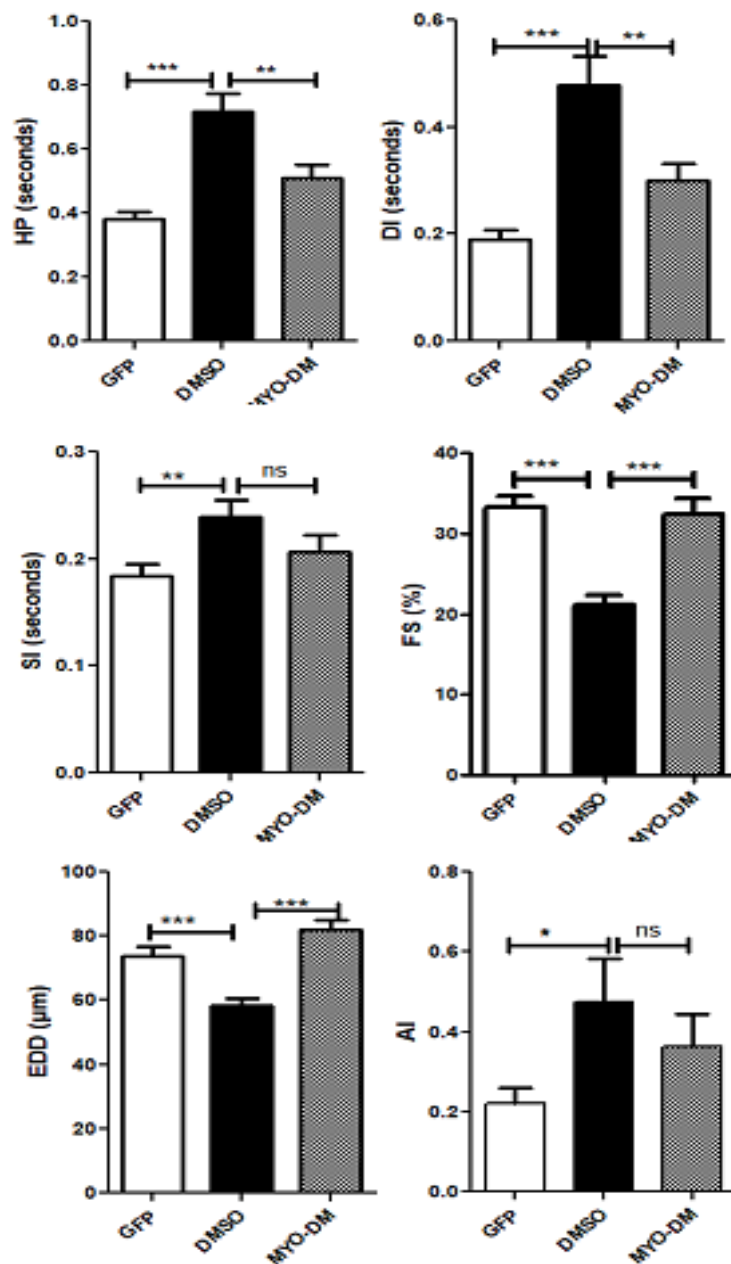 HP (seconds)
1.0
0.8
0.6
0.4
0.2
0.0
***
**
GFP
DMSO
MYO-DM
DI (seconds)
0.6
0.4
0.2
0.0
***
**
GFP
DMSO
MYO-DM
SI (seconds)
0.3
0.2
0.1
0.0
**
ns
GFP
DMSO
MYO-DM
FS (%)
40
30
20
10
0
***
***
GFP
DMSO
MYO-DM
EDD (µm)
100
80
60
40
20
0
***
***
GFP
DMSO
MYO-DM
AI
0.8
0.6
0.4
0.2
0.0
*
ns
GFP
DMSO
MYO-DM